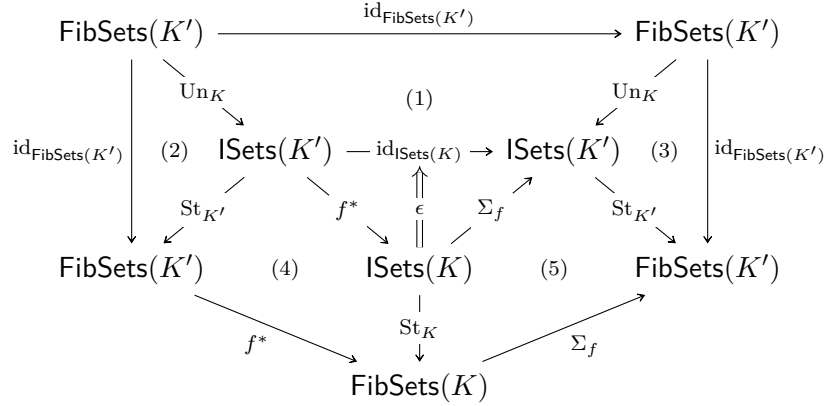 id_{FibSets(K′)}
FibSets(K′) FibSets(K′)
Un_K (1) Un_K
id_{FibSets(K′)} (2) ISets(K′) id_{ISets(K)} ISets(K′) (3) id_{FibSets(K′)}
St_{K′} f* ϵ Σ_f St_{K′}
FibSets(K′) (4) ISets(K) (5) FibSets(K′)
St_K
f* Σ_f
FibSets(K)